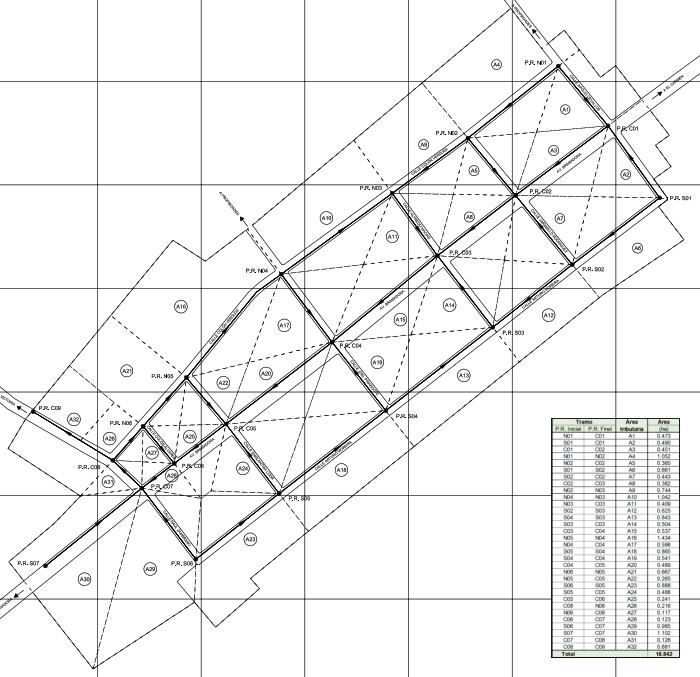 A4
P.R. N01
A1
P.R. C01
P.R. N02
A9
A3
AV. BRIGADORA
A5
A2
P.R. N03
P.R. C02
P.R. S01
A10
A8
A7
A11
A6
P.R. C03
P.R. S02
P.R. N04
A16
A14
A12
A17
A15
P.R. S03
P.R. C04
A21
A19
A13
P.R. N05
A20
A22
P.R. C09
P.R. S04
A32
P.R. N06
P.R. C05
A26
A25
A27
P.R. C08
P.R. C06
A24
A18
A28
A31
P.R. C07
P.R. S05
A23
P.R. S07
P.R. S06
A29
A30
Tramo Área Área
P.R. Inicial P.R. Final tributaria (ha)
N01 C01 A1 0.473
S01 C01 A2 0.490
C01 C02 A3 0.451
N01 N02 A4 1.052
N02 C02 A5 0.360
S01 S02 A6 0.661
S02 C02 A7 0.443
C02 C03 A8 0.382
N02 N03 A9 0.744
N04 N03 A10 1.042
N03 C03 A11 0.409
S02 S03 A12 0.625
S04 S03 A13 0.843
S03 C03 A14 0.504
C03 C04 A15 0.537
N05 N04 A16 1.434
N04 C04 A17 0.598
S05 S04 A18 0.865
S04 C04 A19 0.541
C04 C05 A20 0.489
N06 N05 A21 0.667
N05 C05 A22 0.265
S06 S05 A23 0.888
S05 C05 A24 0.488
C05 C06 A25 0.241
C08 N06 A26 0.216
N06 C06 A27 0.117
C06 C07 A28 0.123
S06 C07 A29 0.985
S07 C07 A30 1.102
C07 C08 A31 0.126
C08 C09 A32 0.681
Total 18.842